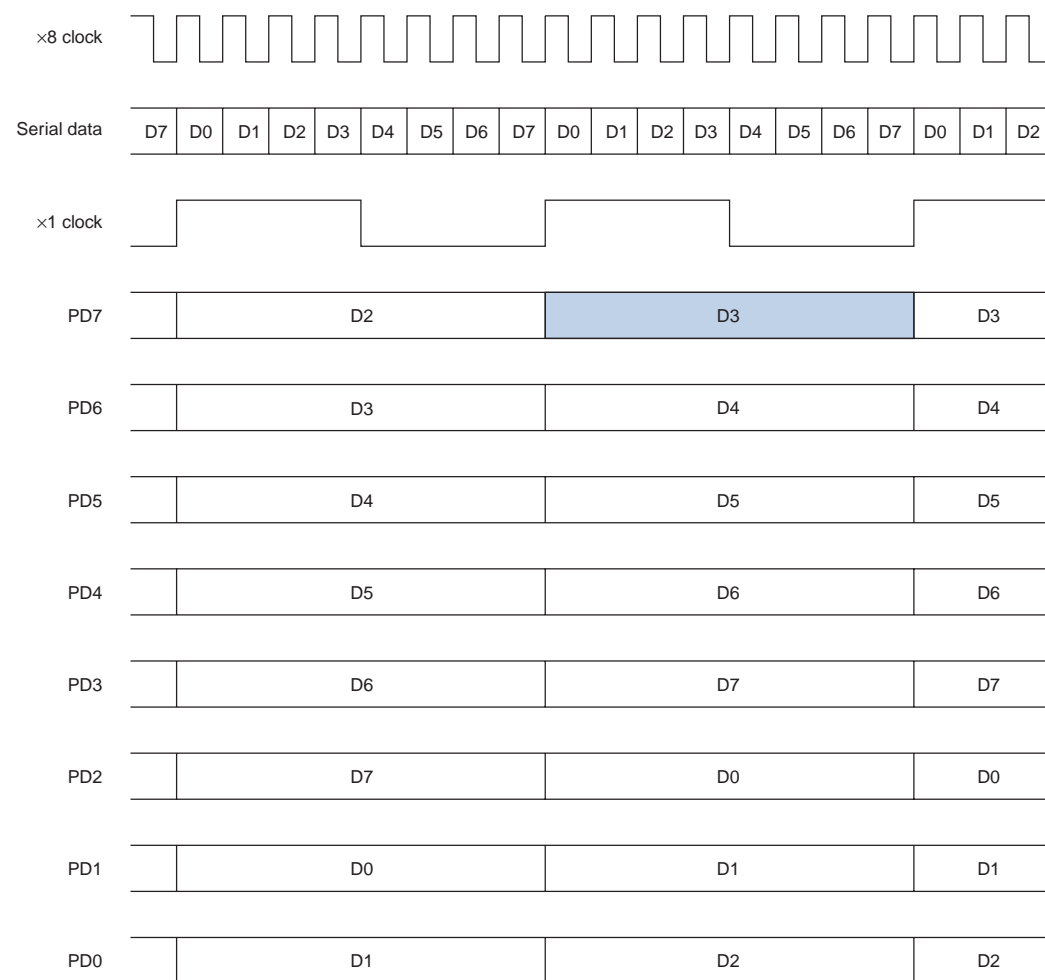 ×8 clock
Serial data D7 D0 D1 D2 D3 D4 D5 D6 D7 D0 D1 D2 D3 D4 D5 D6 D7 D0 D1 D2
×1 clock
PD7 D2 D3 D3
PD6 D3 D4 D4
PD5 D4 D5 D5
PD4 D5 D6 D6
PD3 D6 D7 D7
PD2 D7 D0 D0
PD1 D0 D1 D1
PD0 D1 D2 D2